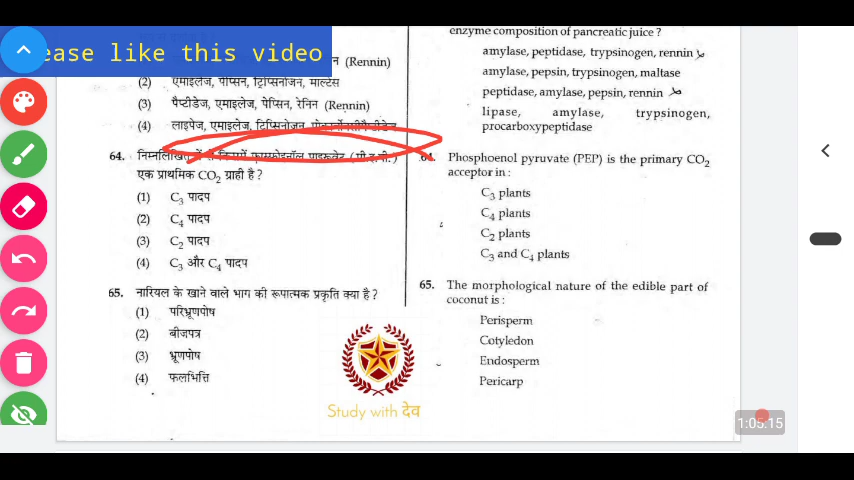 ease like this video
न (Rennin)
(2) एमाइलेज, पेप्सिन, ट्रिप्सिनोजन, माल्टेस
(3) पैप्टीडेज, एमाइलेज, पेप्सिन, रेनिन (Rennin)
(4) लाइपेज, एमाइलेज, ट्रिप्सिनोजन, प्रोकार्बोक्सीपैप्टीडेज
64. निम्नलिखित में से किसमें फास्फोइनॉल पाइरूवेट (पी.इ.पी.)
एक प्राथमिक CO₂ ग्राही है ?
(1) C₃ पादप
(2) C₄ पादप
(3) C₂ पादप
(4) C₃ और C₄ पादप
65. नारियल के खाने वाले भाग की रूपात्मक प्रकृति क्या है ?
(1) परिभ्रूणपोष
(2) बीजपत्र
(3) भ्रूणपोष
(4) फलभित्ति
enzyme composition of pancreatic juice ?
amylase, peptidase, trypsinogen, rennin
amylase, pepsin, trypsinogen, maltase
peptidase, amylase, pepsin, rennin
lipase, amylase, trypsinogen,
procarboxypeptidase
64. Phosphoenol pyruvate (PEP) is the primary CO₂
acceptor in :
C₃ plants
C₄ plants
C₂ plants
C₃ and C₄ plants
65. The morphological nature of the edible part of
coconut is :
Perisperm
Cotyledon
Endosperm
Pericarp
Study with देव
1:05:15